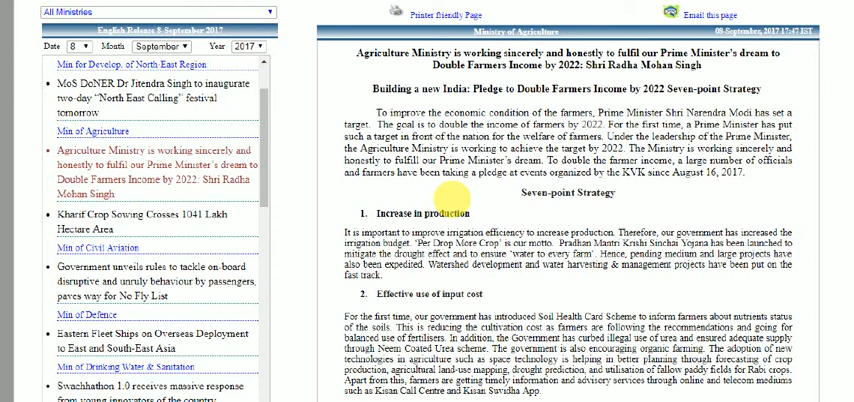 All Ministries
English Release 8-September 2017
Date 8 Month September Year 2017
Min for Develop. of North-East Region
MoS DoNER Dr Jitendra Singh to inaugurate
two-day “North East Calling” festival
tomorrow
Min of Agriculture
Agriculture Ministry is working sincerely and
honestly to fulfil our Prime Minister’s dream to
Double Farmers Income by 2022: Shri Radha
Mohan Singh
Kharif Crop Sowing Crosses 1041 Lakh
Hectare Area
Min of Civil Aviation
Government unveils rules to tackle on-board
disruptive and unruly behaviour by passengers,
paves way for No Fly List
Min of Defence
Eastern Fleet Ships on Overseas Deployment
to East and South-East Asia
Min of Drinking Water & Sanitation
Swachhathon 1.0 receives massive response
from young innovators of the country
Printer friendly Page
Email this page
Ministry of Agriculture
08-September, 2017 17:47 IST
Agriculture Ministry is working sincerely and honestly to fulfil our Prime Minister’s dream to
Double Farmers Income by 2022: Shri Radha Mohan Singh
Building a new India: Pledge to Double Farmers Income by 2022 Seven-point Strategy
To improve the economic condition of the farmers, Prime Minister Shri Narendra Modi has set a
target. The goal is to double the income of farmers by 2022. For the first time, a Prime Minister has put
such a target in front of the nation for the welfare of farmers. Under the leadership of the Prime Minister,
the Agriculture Ministry is working to achieve the target by 2022. The Ministry is working sincerely and
honestly to fulfill our Prime Minister’s dream. To double the farmer income, a large number of officials
and farmers have been taking a pledge at events organized by the KVK since August 16, 2017.
Seven-point Strategy
1. Increase in production
It is important to improve irrigation efficiency to increase production. Therefore, our government has increased the
irrigation budget. ‘Per Drop More Crop’ is our motto. Pradhan Mantri Krishi Sinchai Yojana has been launched to
mitigate the drought effect and to ensure ‘water to every farm’. Hence, pending medium and large projects have
also been expedited. Watershed development and water harvesting & management projects have been put on the
fast track.
2. Effective use of input cost
For the first time, our government has introduced Soil Health Card Scheme to inform farmers about nutrients status
of the soils. This is reducing the cultivation cost as farmers are following the recommendations and going for
balanced use of fertilisers. In addition, the Government has curbed illegal use of urea and ensured adequate supply
through Neem Coated Urea scheme. The government is also encouraging organic farming. The adoption of new
technologies in agriculture such as space technology is helping in better planning through forecasting of crop
production, agricultural land-use mapping, drought prediction, and utilisation of fallow paddy fields for Rabi crops.
Apart from this, farmers are getting timely information and advisory services through online and telecom mediums
such as Kisan Call Centre and Kisan Suvidha App.